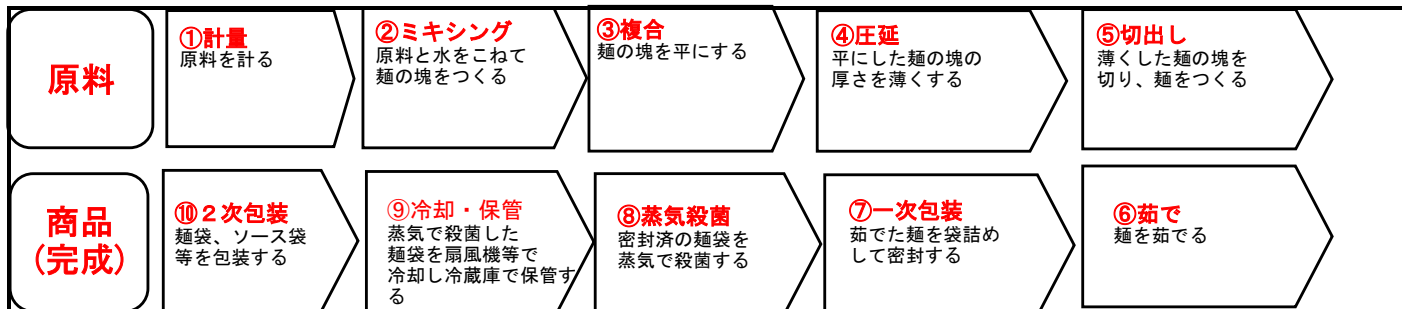 原料
①計量
原料を計る
②ミキシング
原料と水をこねて
麺の塊をつくる
③複合
麺の塊を平にする
④圧延
平にした麺の塊の
厚さを薄くする
⑤切出し
薄くした麺の塊を
切り、麺をつくる
商品
(完成)
⑩２次包装
麺袋、ソース袋
等を包装する
⑨冷却・保管
蒸気で殺菌した
麺袋を扇風機等で
冷却し冷蔵庫で保管す
る
⑧蒸気殺菌
密封済の麺袋を
蒸気で殺菌する
⑦一次包装
茹でた麺を袋詰め
して密封する
⑥茹で
麺を茹でる